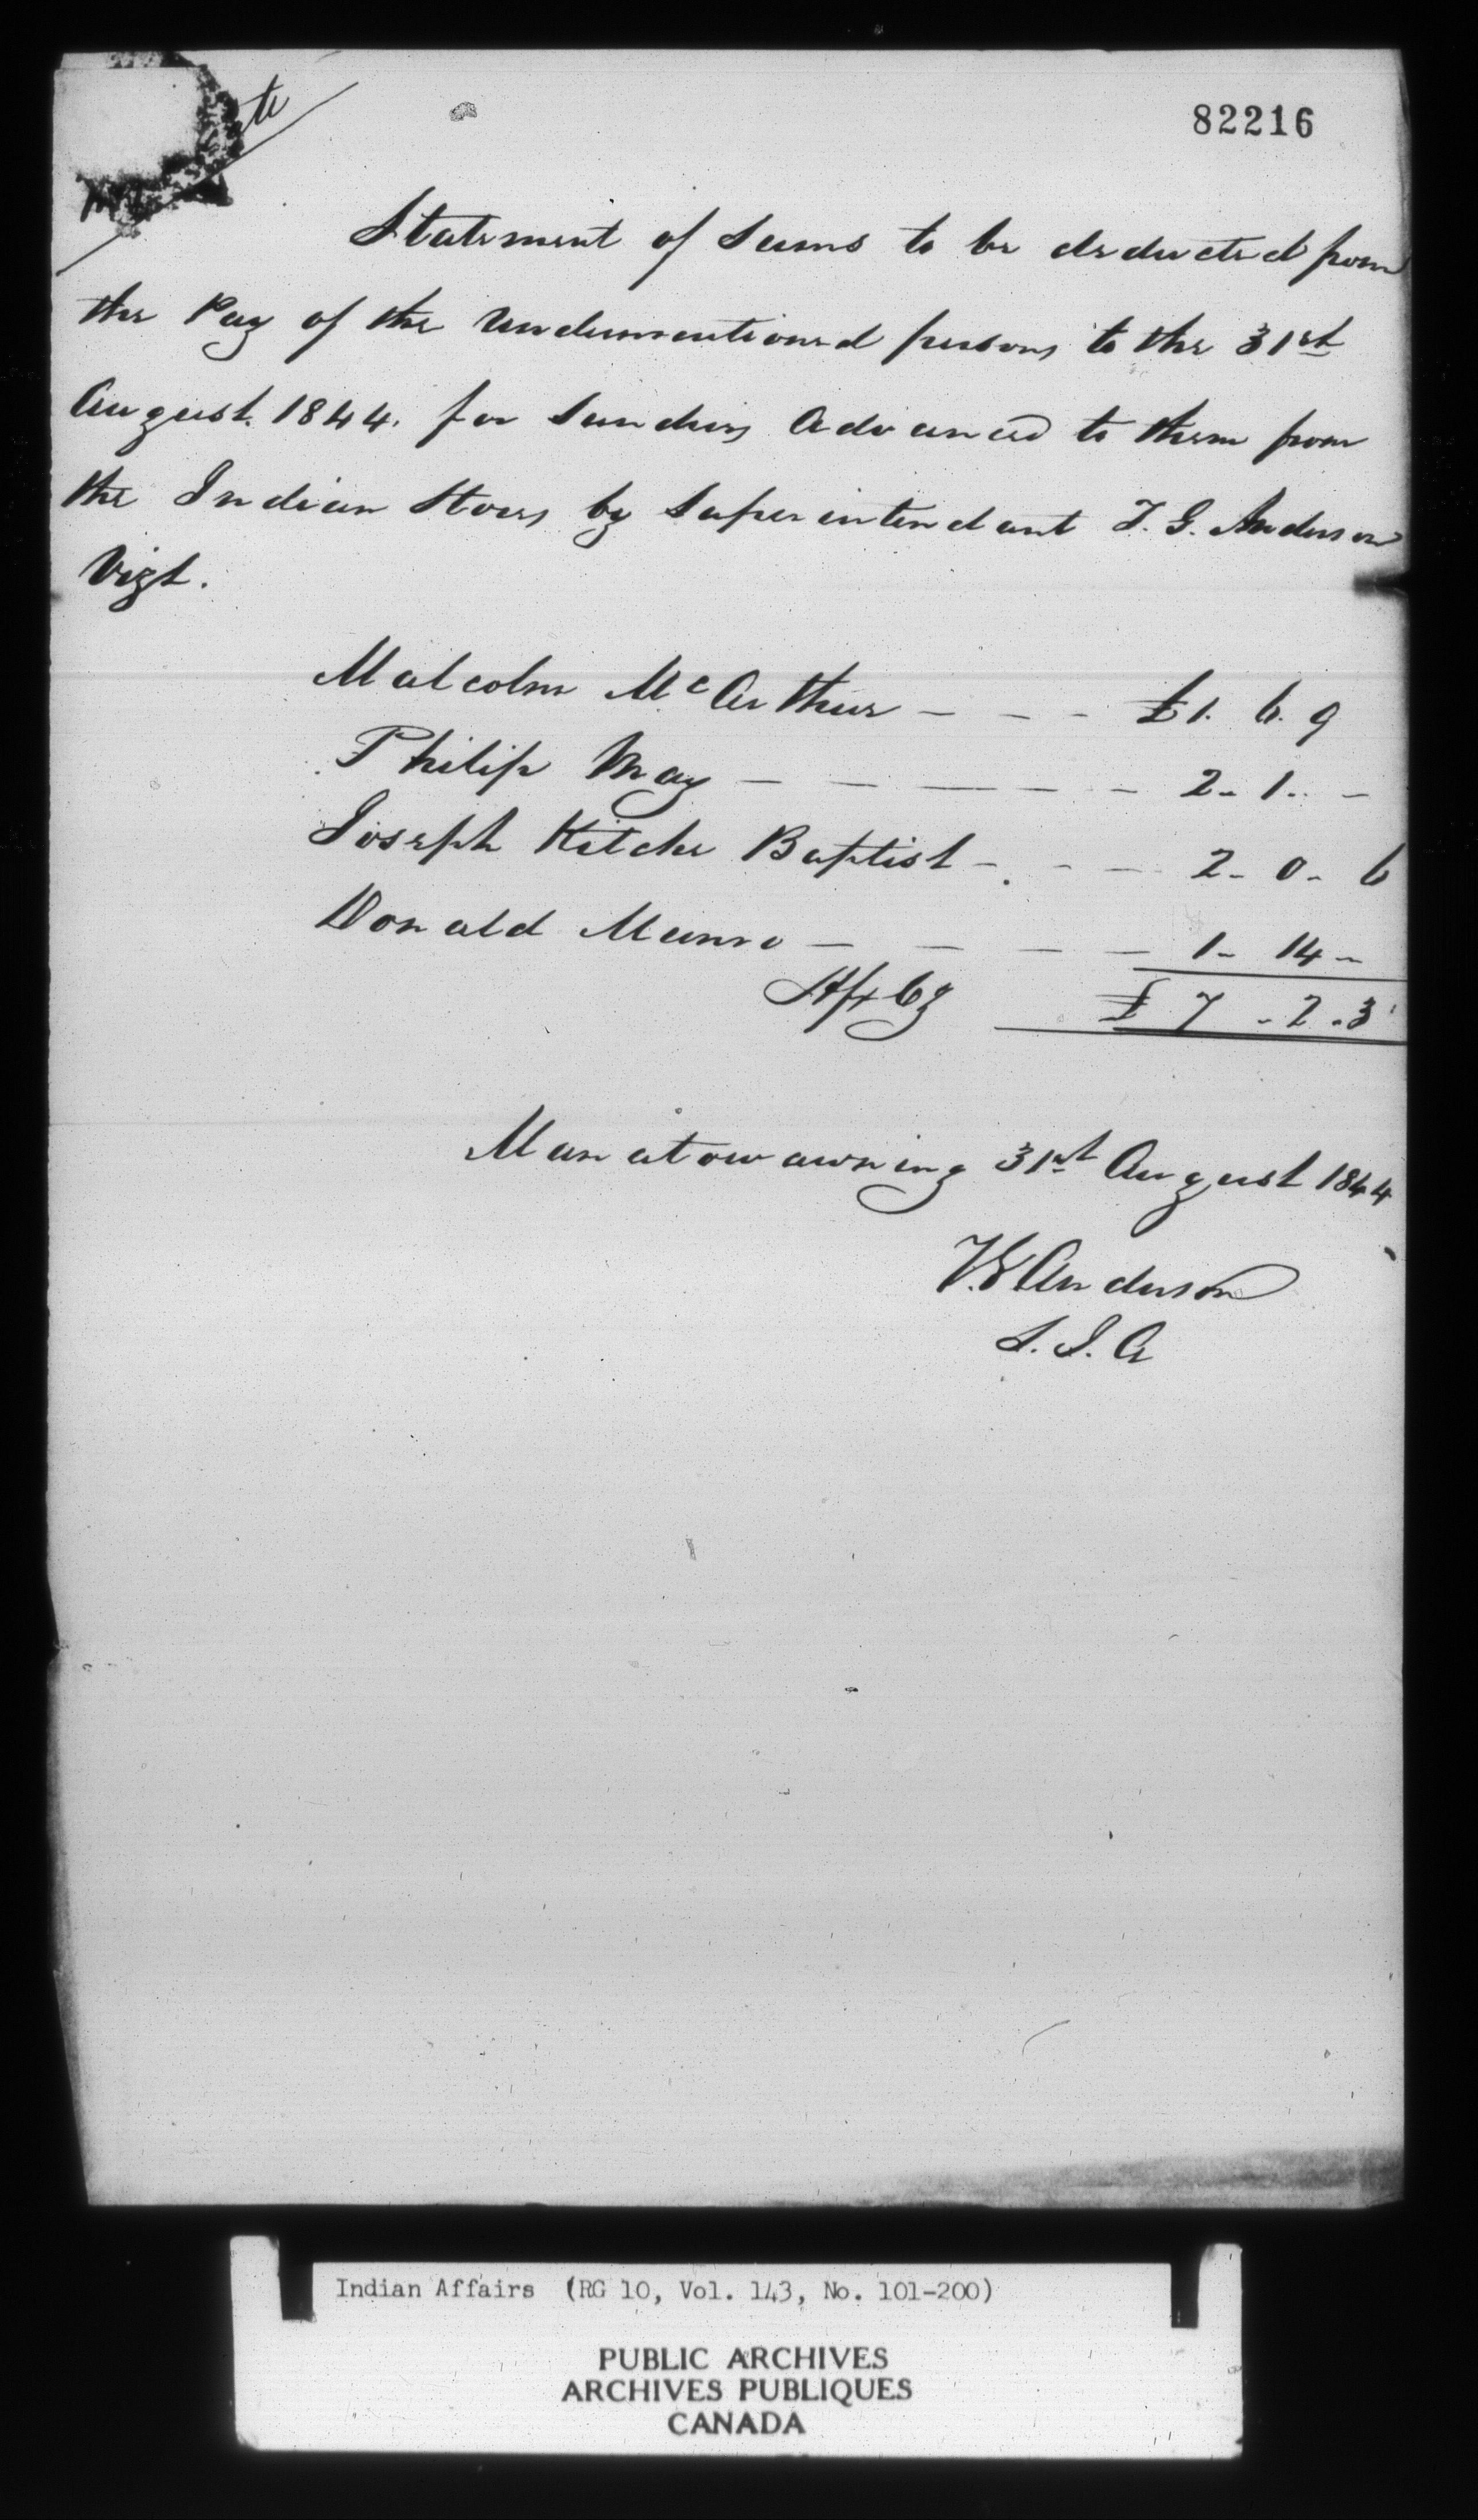 82216
Statement of Sums to be deducted from
the Pay of the Undermentioned persons to the 31st
August. 1844. for Sundries Advanced to them from
the Indian Stores by Superintendant T. G. Anderson
Vizt.
Malcolm McArthur - - - £1. 6. 9
Philip May - - - - - 2- 1. -
Joseph Kitche Baptist - - - 2- 0- 6
Donald Munro - - - - 1- 14 -
£ 7 - 2 - 3
Manatowawning 31st August 1844
T G Anderson
S. I. A
Indian Affairs (RG 10, Vol. 143, No. 101-200)
PUBLIC ARCHIVES
ARCHIVES PUBLIQUES
CANADA